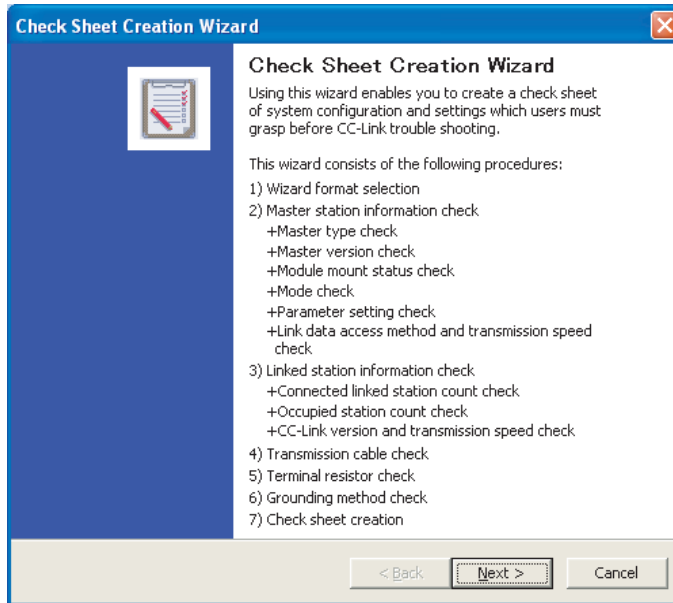 Check Sheet Creation Wizard
Check Sheet Creation Wizard
Using this wizard enables you to create a check sheet
of system configuration and settings which users must
grasp before CC-Link trouble shooting.
This wizard consists of the following procedures:
1) Wizard format selection
2) Master station information check
+Master type check
+Master version check
+Module mount status check
+Mode check
+Parameter setting check
+Link data access method and transmission speed
check
3) Linked station information check
+Connected linked station count check
+Occupied station count check
+CC-Link version and transmission speed check
4) Transmission cable check
5) Terminal resistor check
6) Grounding method check
7) Check sheet creation
< Back
Next >
Cancel